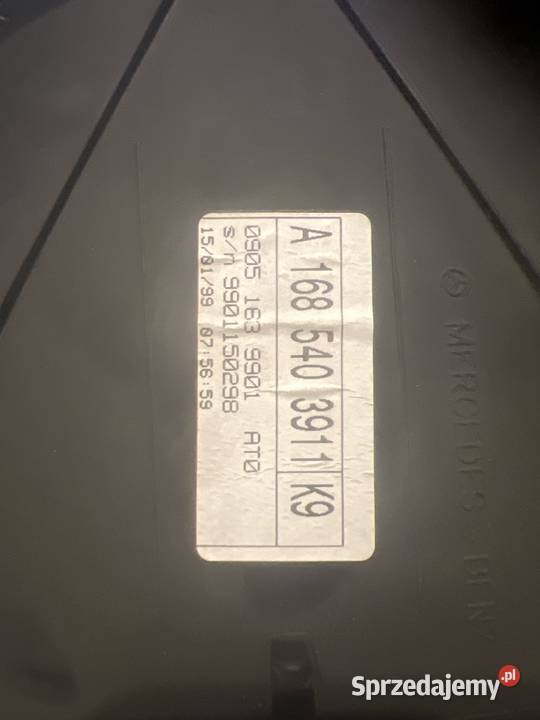 A 168 540 3911 K9
0905 163 9901 AT0
s/n 9901150298
15/01/99 07:56:59
MERCEDES-BENZ
Sprzedajemy.pl